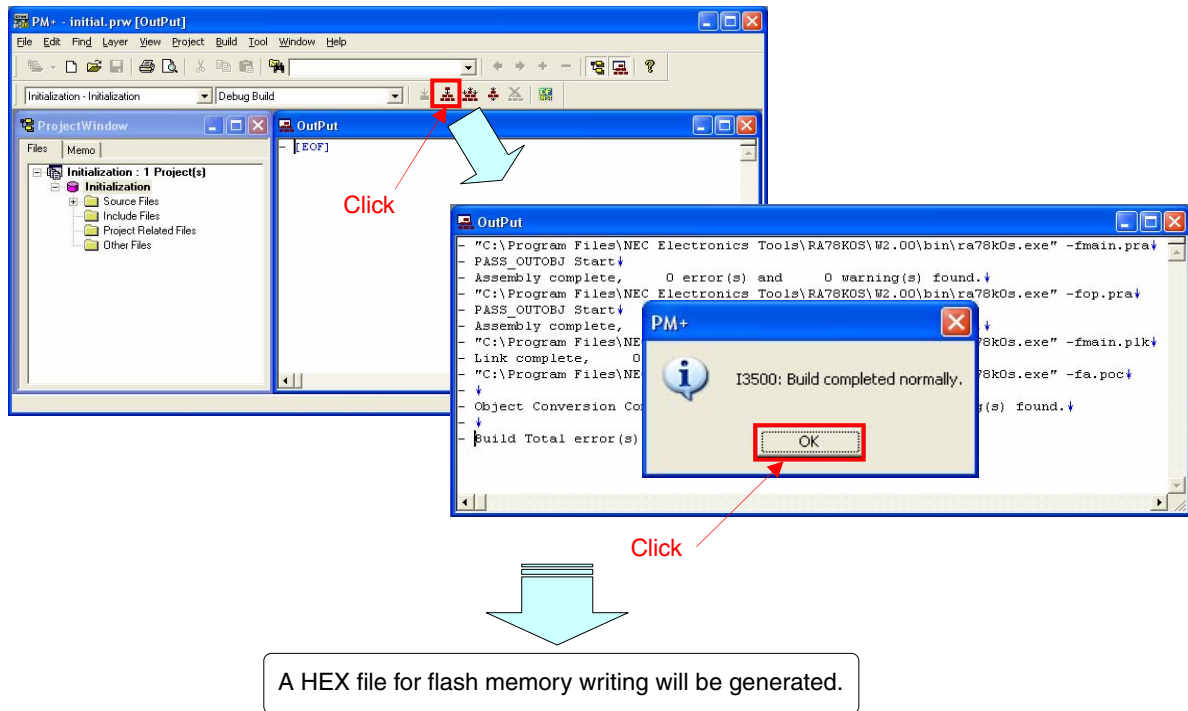 PM+ - initial.prw [OutPut]
File Edit Find Layer View Project Build Tool Window Help
Initialization - Initialization Debug Build
ProjectWindow
Files Memo
Initialization : 1 Project(s)
Initialization
Source Files
Include Files
Project Related Files
Other Files
OutPut
[EOF]
Click
OutPut
- "C:\Program Files\NEC Electronics Tools\RA78K0S\W2.00\bin\ra78k0s.exe" -fmain.pra
- PASS_OUTOBJ Start
- Assembly complete, 0 error(s) and 0 warning(s) found.
- "C:\Program Files\NEC Electronics Tools\RA78K0S\W2.00\bin\ra78k0s.exe" -fop.pra
- PASS_OUTOBJ Start
- Assembly complete,
- "C:\Program Files\NE 78k0s.exe" -fmain.plk
- Link complete, 0
- "C:\Program Files\NE 78k0s.exe" -fa.poc
-
- Object Conversion Co (s) found.
-
- Build Total error(s)
PM+
I3500: Build completed normally.
OK
Click
A HEX file for flash memory writing will be generated.